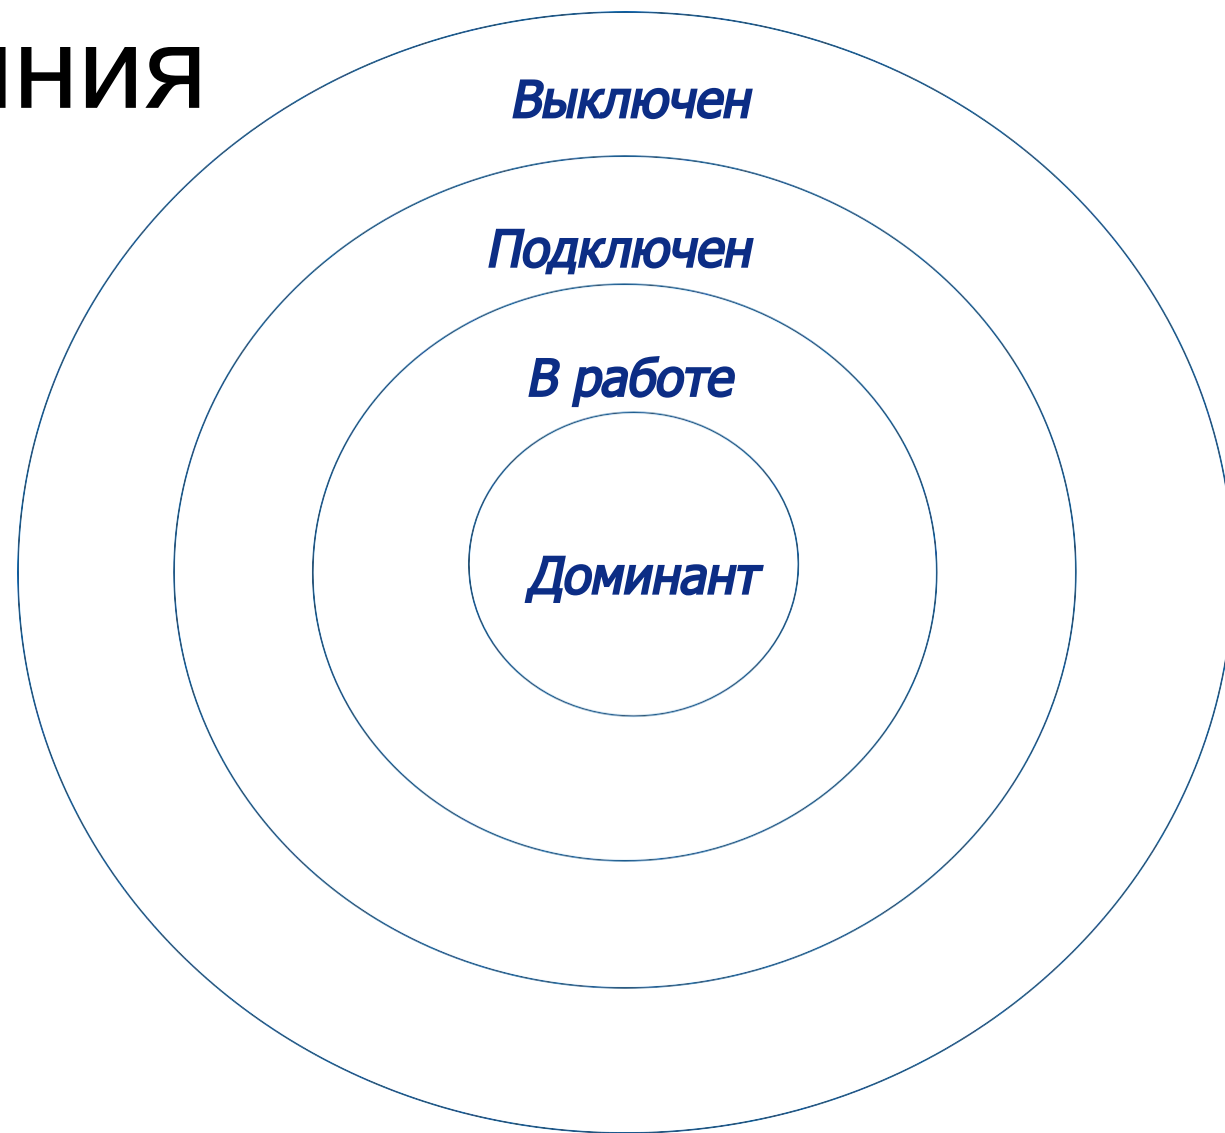 ния
Выключен
Подключен
В работе
Доминант